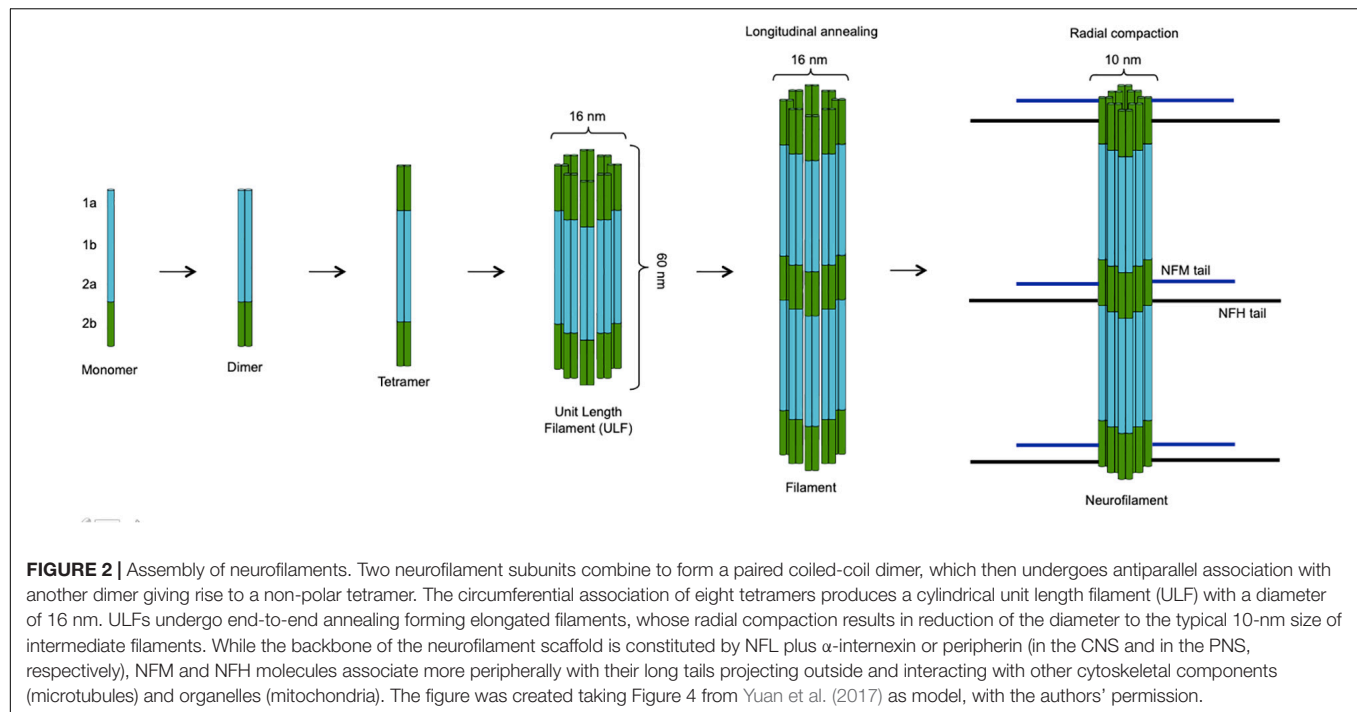 Longitudinal annealing
Radial compaction
16 nm
10 nm
16 nm
1a
1b
2a
2b
60 nm
NFM tail
NFH tail
Monomer
Dimer
Tetramer
Unit Length
Filament (ULF)
Filament
Neurofilament
FIGURE 2 | Assembly of neurofilaments. Two neurofilament subunits combine to form a paired coiled-coil dimer, which then undergoes antiparallel association with
another dimer giving rise to a non-polar tetramer. The circumferential association of eight tetramers produces a cylindrical unit length filament (ULF) with a diameter
of 16 nm. ULFs undergo end-to-end annealing forming elongated filaments, whose radial compaction results in reduction of the diameter to the typical 10-nm size of
intermediate filaments. While the backbone of the neurofilament scaffold is constituted by NFL plus α-internexin or peripherin (in the CNS and in the PNS,
respectively), NFM and NFH molecules associate more peripherally with their long tails projecting outside and interacting with other cytoskeletal components
(microtubules) and organelles (mitochondria). The figure was created taking Figure 4 from Yuan et al. (2017) as model, with the authors' permission.